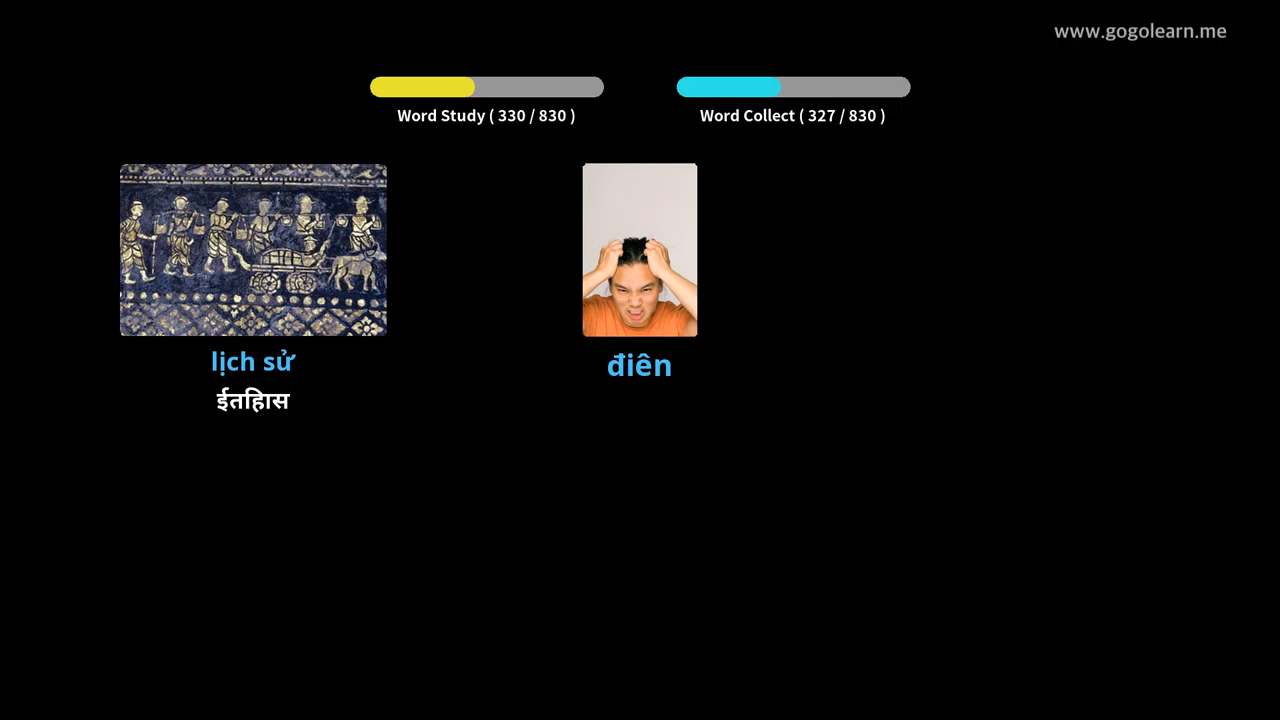 www.gogolearn.me
Word Study ( 330 / 830 )
Word Collect ( 327 / 830 )
lịch sử
ईतहिास
điên